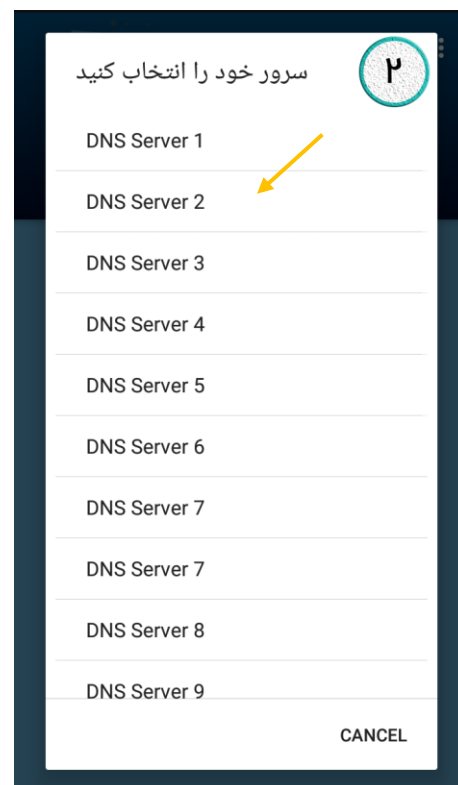 سرور خود را انتخاب کنید
۲
DNS Server 1
DNS Server 2
DNS Server 3
DNS Server 4
DNS Server 5
DNS Server 6
DNS Server 7
DNS Server 7
DNS Server 8
DNS Server 9
CANCEL